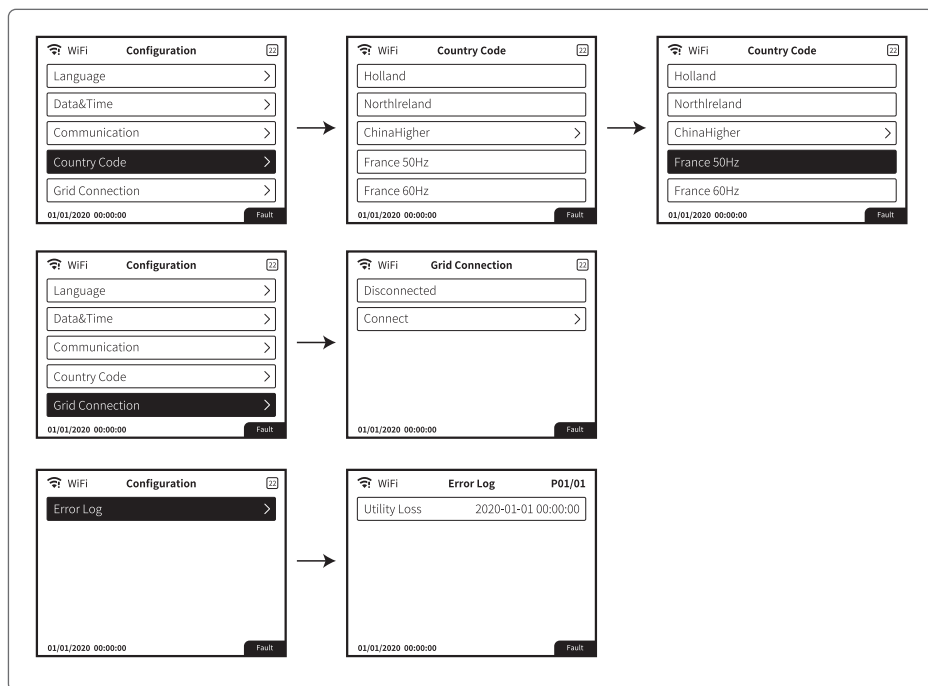 WiFi Configuration 22
Language
Data&Time
Communication
Country Code
Grid Connection
01/01/2020 00:00:00 Fault
WiFi Country Code 22
Holland
NorthIreland
ChinaHigher
France 50Hz
France 60Hz
01/01/2020 00:00:00 Fault
WiFi Country Code 22
Holland
NorthIreland
ChinaHigher
France 50Hz
France 60Hz
01/01/2020 00:00:00 Fault
WiFi Configuration 22
Language
Data&Time
Communication
Country Code
Grid Connection
01/01/2020 00:00:00 Fault
WiFi Grid Connection 22
Disconnected
Connect
01/01/2020 00:00:00 Fault
WiFi Configuration 22
Error Log
01/01/2020 00:00:00 Fault
WiFi Error Log P01/01
Utility Loss 2020-01-01 00:00:00
01/01/2020 00:00:00 Fault